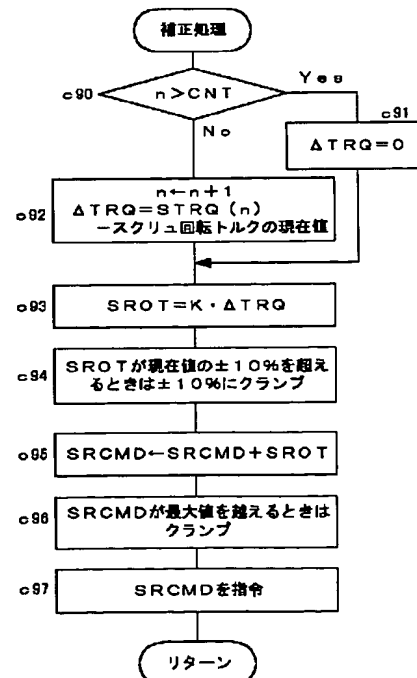 補正処理
c90
n>CNT
Yes
No
c91
ΔTRQ=0
c92
n←n+1
ΔTRQ=STRQ(n)
−スクリュ回転トルクの現在値
c93
SROT=K・ΔTRQ
c94
SROTが現在値の±10%を超え
るときは±10%にクランプ
c95
SRCMD←SRCMD+SROT
c96
SRCMDが最大値を越えるときは
クランプ
c97
SRCMDを指令
リターン